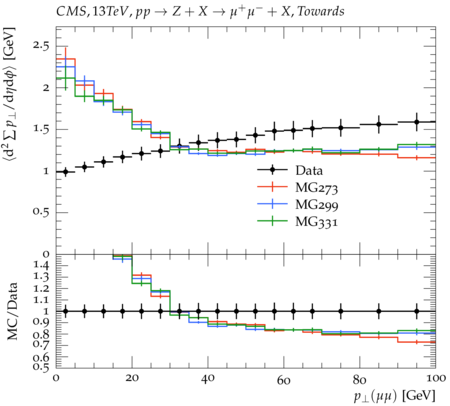 CMS, 13TeV, pp → Z + X → μ⁺μ⁻ + X, Towards
⟨d² ∑ p⊥/dηdϕ⟩ [GeV]
2.5
2
1.5
1
0.5
0
Data
MG273
MG299
MG331
MC/Data
1.4
1.3
1.2
1.1
1
0.9
0.8
0.7
0.6
0.5
0 20 40 60 80 100
p⊥(μμ) [GeV]